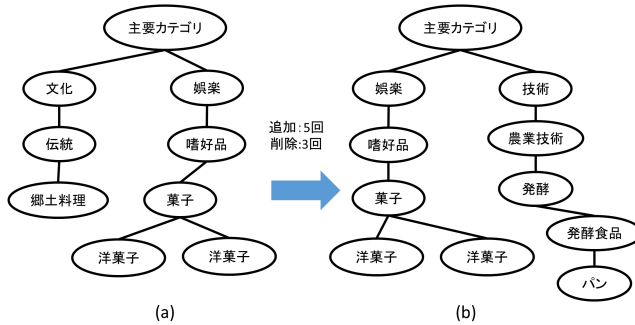 主要カテゴリ
文化
娯楽
伝統
嗜好品
郷土料理
菓子
洋菓子
洋菓子
(a)
追加:5回
削除:3回
主要カテゴリ
娯楽
技術
嗜好品
農業技術
菓子
発酵
洋菓子
洋菓子
発酵食品
パン
(b)